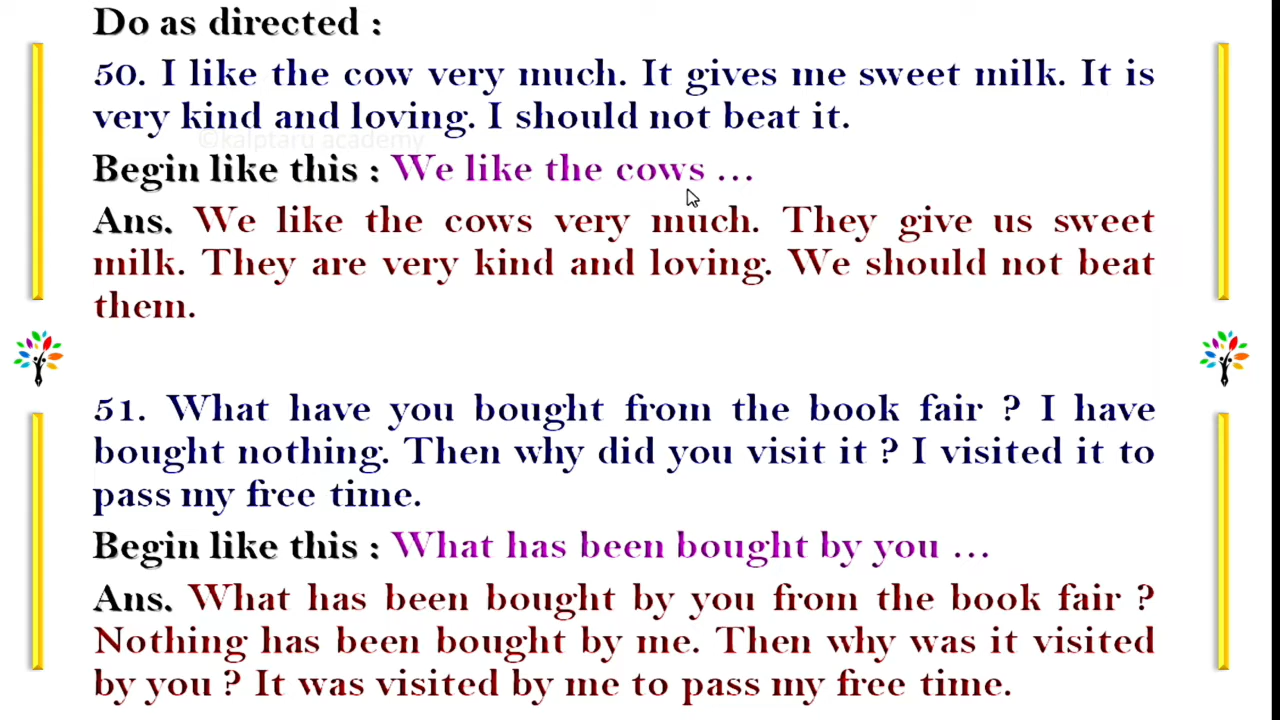 Do as directed :
50. I like the cow very much. It gives me sweet milk. It is
very kind and loving. I should not beat it.
©kalptaru academy
Begin like this : We like the cows ...
Ans. We like the cows very much. They give us sweet
milk. They are very kind and loving. We should not beat
them.
51. What have you bought from the book fair ? I have
bought nothing. Then why did you visit it ? I visited it to
pass my free time.
Begin like this : What has been bought by you ...
Ans. What has been bought by you from the book fair ?
Nothing has been bought by me. Then why was it visited
by you ? It was visited by me to pass my free time.